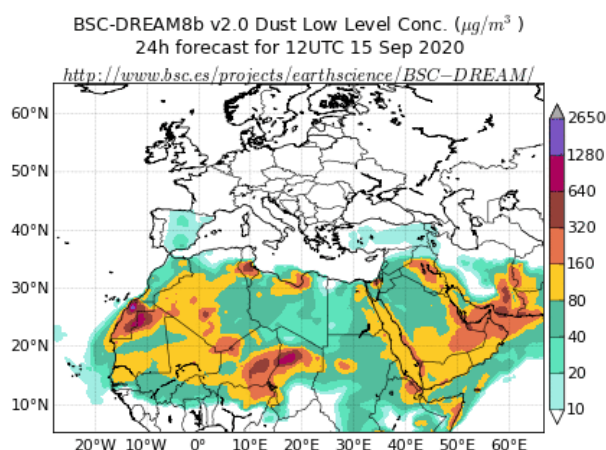 BSC-DREAM8b v2.0 Dust Low Level Conc. (μg/m³ )
24h forecast for 12UTC 15 Sep 2020
http://www.bsc.es/projects/earthscience/BSC−DREAM/
60°N
50°N
40°N
30°N
20°N
10°N
20°W 10°W 0° 10°E 20°E 30°E 40°E 50°E 60°E
2650
1280
640
320
160
80
40
20
10